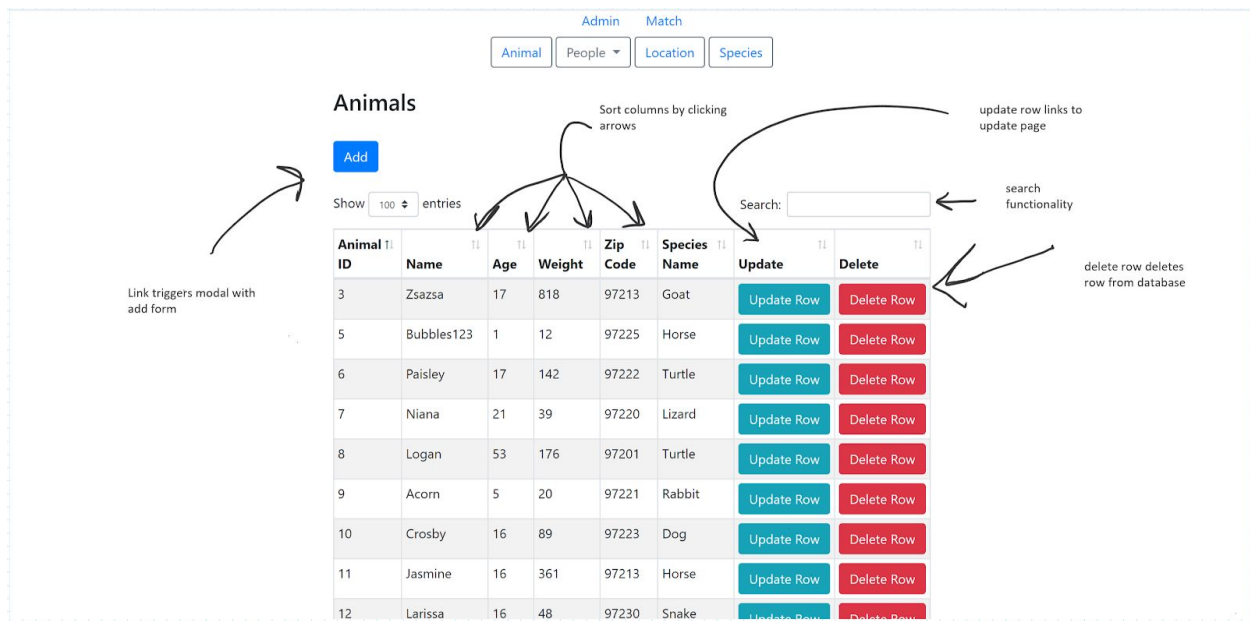 Admin Match
Animal People Location Species
Animals
Sort columns by clicking
arrows
update row links to
update page
Add
Show 100 entries
Search:
search
functionality
Animal ID Name Age Weight Zip Code Species Name Update Delete
delete row deletes
row from database
Link triggers modal with
add form
3 Zsazsa 17 818 97213 Goat Update Row Delete Row
5 Bubbles123 1 12 97225 Horse Update Row Delete Row
6 Paisley 17 142 97222 Turtle Update Row Delete Row
7 Niana 21 39 97220 Lizard Update Row Delete Row
8 Logan 53 176 97201 Turtle Update Row Delete Row
9 Acorn 5 20 97221 Rabbit Update Row Delete Row
10 Crosby 16 89 97223 Dog Update Row Delete Row
11 Jasmine 16 361 97213 Horse Update Row Delete Row
12 Larissa 16 48 97230 Snake Update Row Delete Row